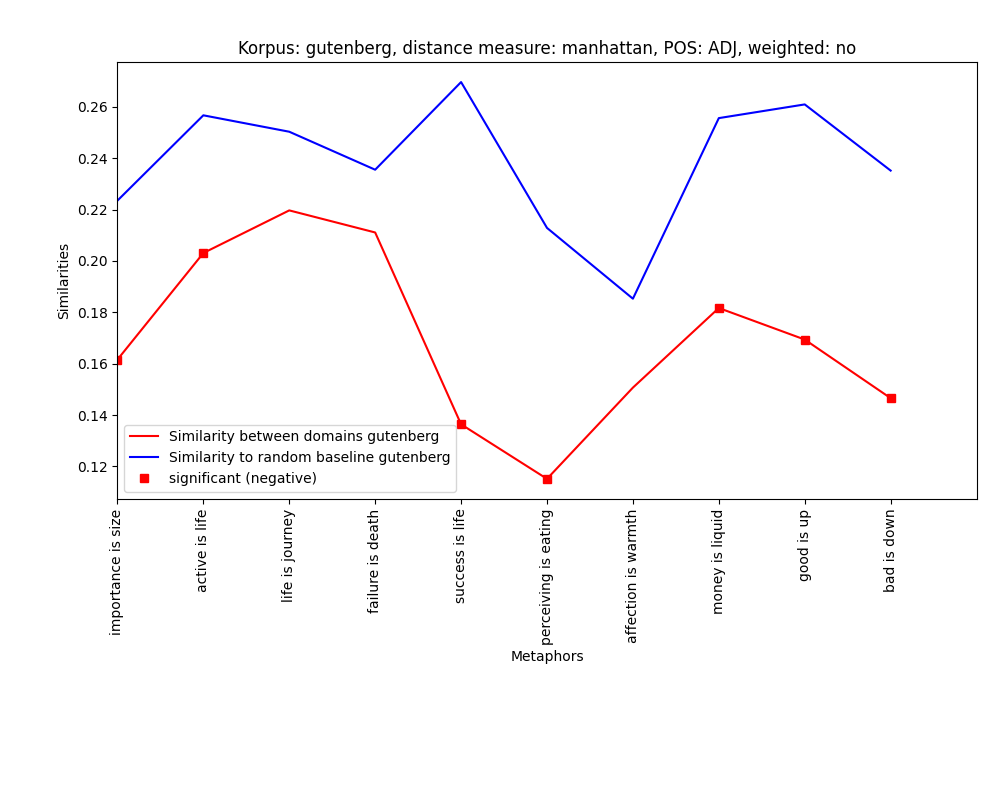 Korpus: gutenberg, distance measure: manhattan, POS: ADJ, weighted: no
Similarities
0.26
0.24
0.22
0.20
0.18
0.16
0.14
0.12
Similarity between domains gutenberg
Similarity to random baseline gutenberg
significant (negative)
importance is size
active is life
life is journey
failure is death
success is life
perceiving is eating
affection is warmth
money is liquid
good is up
bad is down
Metaphors